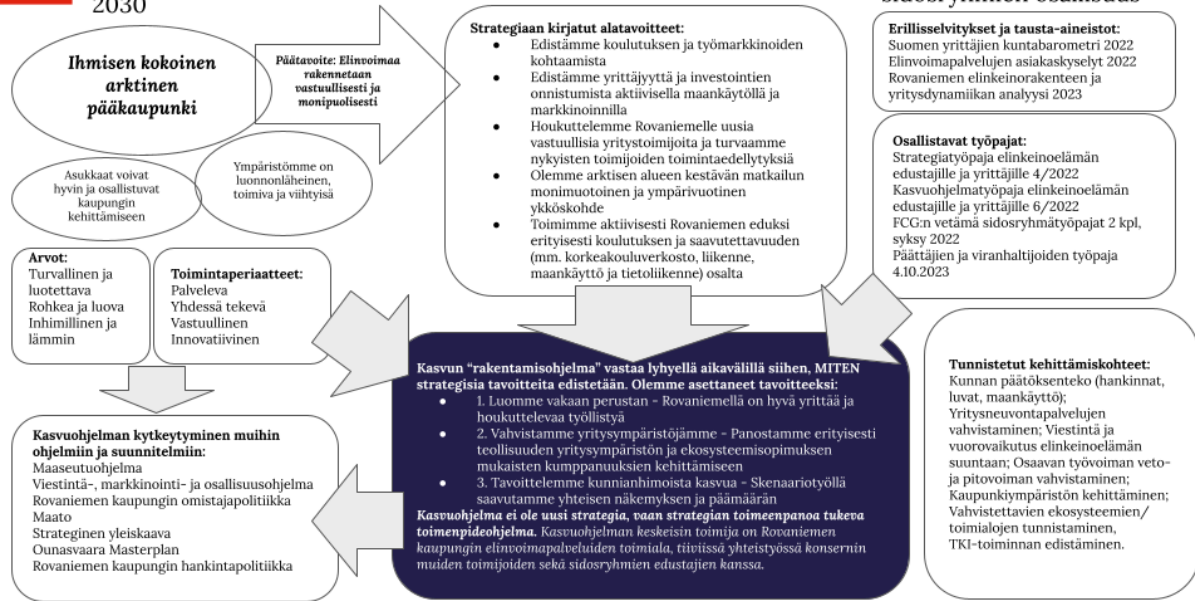 2030
sidosryhmien osallisuus
Ihmisen kokoinen
arktinen
pääkaupunki
Päätavoite: Elinvoimaa
rakennetaan
vastuullisesti ja
monipuolisesti
Asukkaat voivat
hyvin ja osallistuvat
kaupungin
kehittämiseen
Ympäristömme on
luonnonläheinen,
toimiva ja viihtyisä
Strategiaan kirjatut alatavoitteet:
● Edistämme koulutuksen ja työmarkkinoiden
kohtaamista
● Edistämme yrittäjyyttä ja investointien
onnistumista aktiivisella maankäytöllä ja
markkinoinnilla
● Houkuttelemme Rovaniemelle uusia
vastuullisia yritystoimijoita ja turvaamme
nykyisten toimijoiden toimintaedellytyksiä
● Olemme arktisen alueen kestävän matkailun
monimuotoinen ja ympärivuotinen
ykköskohde
● Toimimme aktiivisesti Rovaniemen eduksi
erityisesti koulutuksen ja saavutettavuuden
(mm. korkeakouluverkosto, liikenne,
maankäyttö ja tietoliikenne) osalta
Erillisselvitykset ja tausta-aineistot:
Suomen yrittäjien kuntabarometri 2022
Elinvoimapalvelujen asiakaskyselyt 2022
Rovaniemen elinkeinorakenteen ja
yritysdynamiikan analyysi 2023
Osallistavat työpajat:
Strategiatyöpaja elinkeinoelämän
edustajille ja yrittäjille 4/2022
Kasvuohjelmatyöpaja elinkeinoelämän
edustajille ja yrittäjille 6/2022
FCG:n vetämä sidosryhmätyöpajat 2 kpl,
syksy 2022
Päättäjien ja viranhaltijoiden työpaja
4.10.2023
Arvot:
Turvallinen ja
luotettava
Rohkea ja luova
Inhimillinen ja
lämmin
Toimintaperiaatteet:
Palveleva
Yhdessä tekevä
Vastuullinen
Innovatiivinen
Kasvun “rakentamisohjelma” vastaa lyhyellä aikavälillä siihen, MITEN
strategisia tavoitteita edistetään. Olemme asettaneet tavoitteeksi:
● 1. Luomme vakaan perustan - Rovaniemellä on hyvä yrittää ja
houkuttelevaa työllistyä
● 2. Vahvistamme yritysympäristöjämme - Panostamme erityisesti
teollisuuden yritysympäristön ja ekosysteemisopimuksen
mukaisten kumppanuuksien kehittämiseen
● 3. Tavoittelemme kunnianhimoista kasvua - Skenaariotyöllä
saavutamme yhteisen näkemyksen ja päämäärän
Kasvuohjelma ei ole uusi strategia, vaan strategian toimeenpanoa tukeva
toimenpideohjelma. Kasvuohjelman keskeisin toimija on Rovaniemen
kaupungin elinvoimapalveluiden toimiala, tiiviissä yhteistyössä konsernin
muiden toimijoiden sekä sidosryhmien edustajien kanssa.
Tunnistetut kehittämiskohteet:
Kunnan päätöksenteko (hankinnat,
luvat, maankäyttö);
Yritysneuvontapalvelujen
vahvistaminen; Viestintä ja
vuorovaikutus elinkeinoelämän
suuntaan; Osaavan työvoiman veto-
ja pitovoiman vahvistaminen;
Kaupunkiympäristön kehittäminen;
Vahvistettavien ekosysteemien/
toimialojen tunnistaminen,
TKI-toiminnan edistäminen.
Kasvuohjelman kytkeytyminen muihin
ohjelmiin ja suunnitelmiin:
Maaseutuohjelma
Viestintä-, markkinointi- ja osallisuusohjelma
Rovaniemen kaupungin omistajapolitiikka
Maato
Strateginen yleiskaava
Ounasvaara Masterplan
Rovaniemen kaupungin hankintapolitiikka